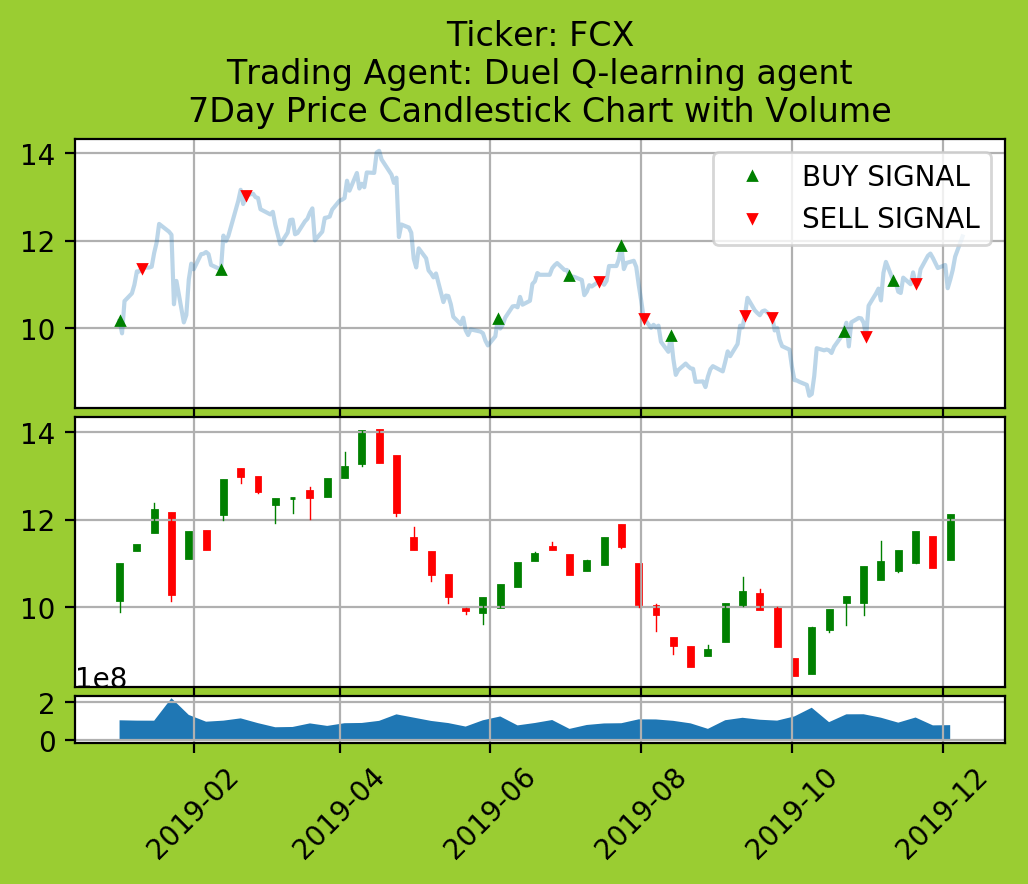 Ticker: FCX
Trading Agent: Duel Q-learning agent
7Day Price Candlestick Chart with Volume
14
12
10
BUY SIGNAL
SELL SIGNAL
14
12
10
1e8
2
0
2019-02
2019-04
2019-06
2019-08
2019-10
2019-12